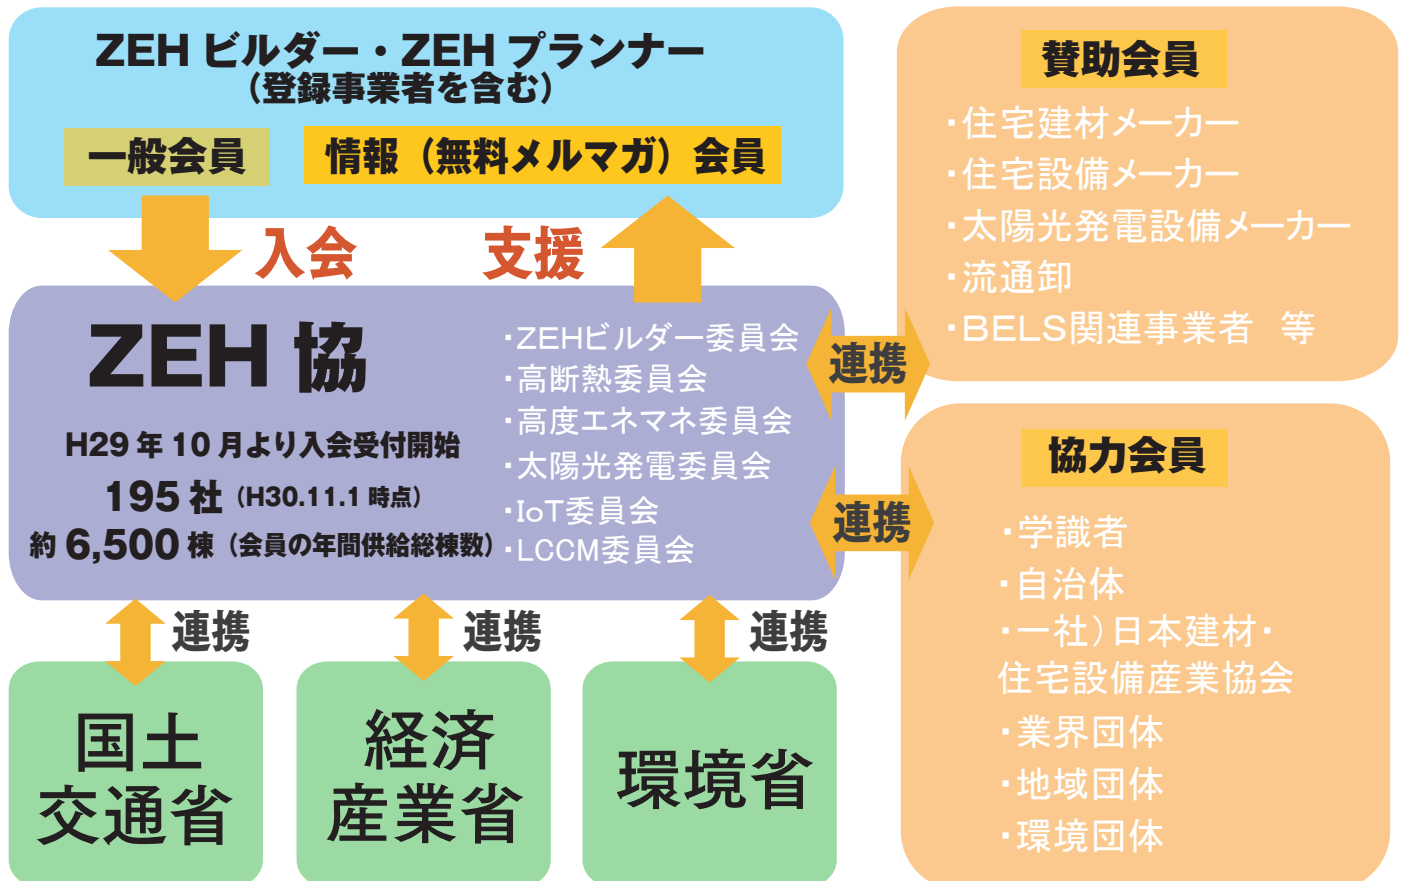 ZEH ビルダー・ZEH プランナー
(登録事業者を含む)
一般会員
情報（無料メルマガ）会員
入会
支援
ZEH 協
H29 年 10 月より入会受付開始
195 社（H30.11.1 時点）
約 6,500 棟（会員の年間供給総棟数）
・ZEHビルダー委員会
・高断熱委員会
・高度エネマネ委員会
・太陽光発電委員会
・IoT委員会
・LCCM委員会
連携
連携
賛助会員
・住宅建材メーカー
・住宅設備メーカー
・太陽光発電設備メーカー
・流通卸
・BELS関連事業者　等
協力会員
・学識者
・自治体
・一社）日本建材・
住宅設備産業協会
・業界団体
・地域団体
・環境団体
連携
連携
連携
国土
交通省
経済
産業省
環境省